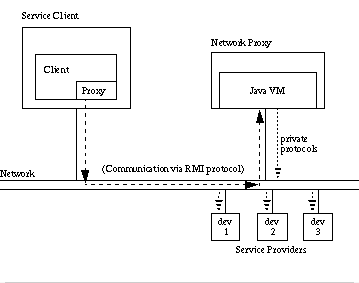 Service Client
Network Proxy
Client
Proxy
Java VM
private
protocols
(Communication via RMI protocol)
Network
dev
1
dev
2
dev
3
Service Providers